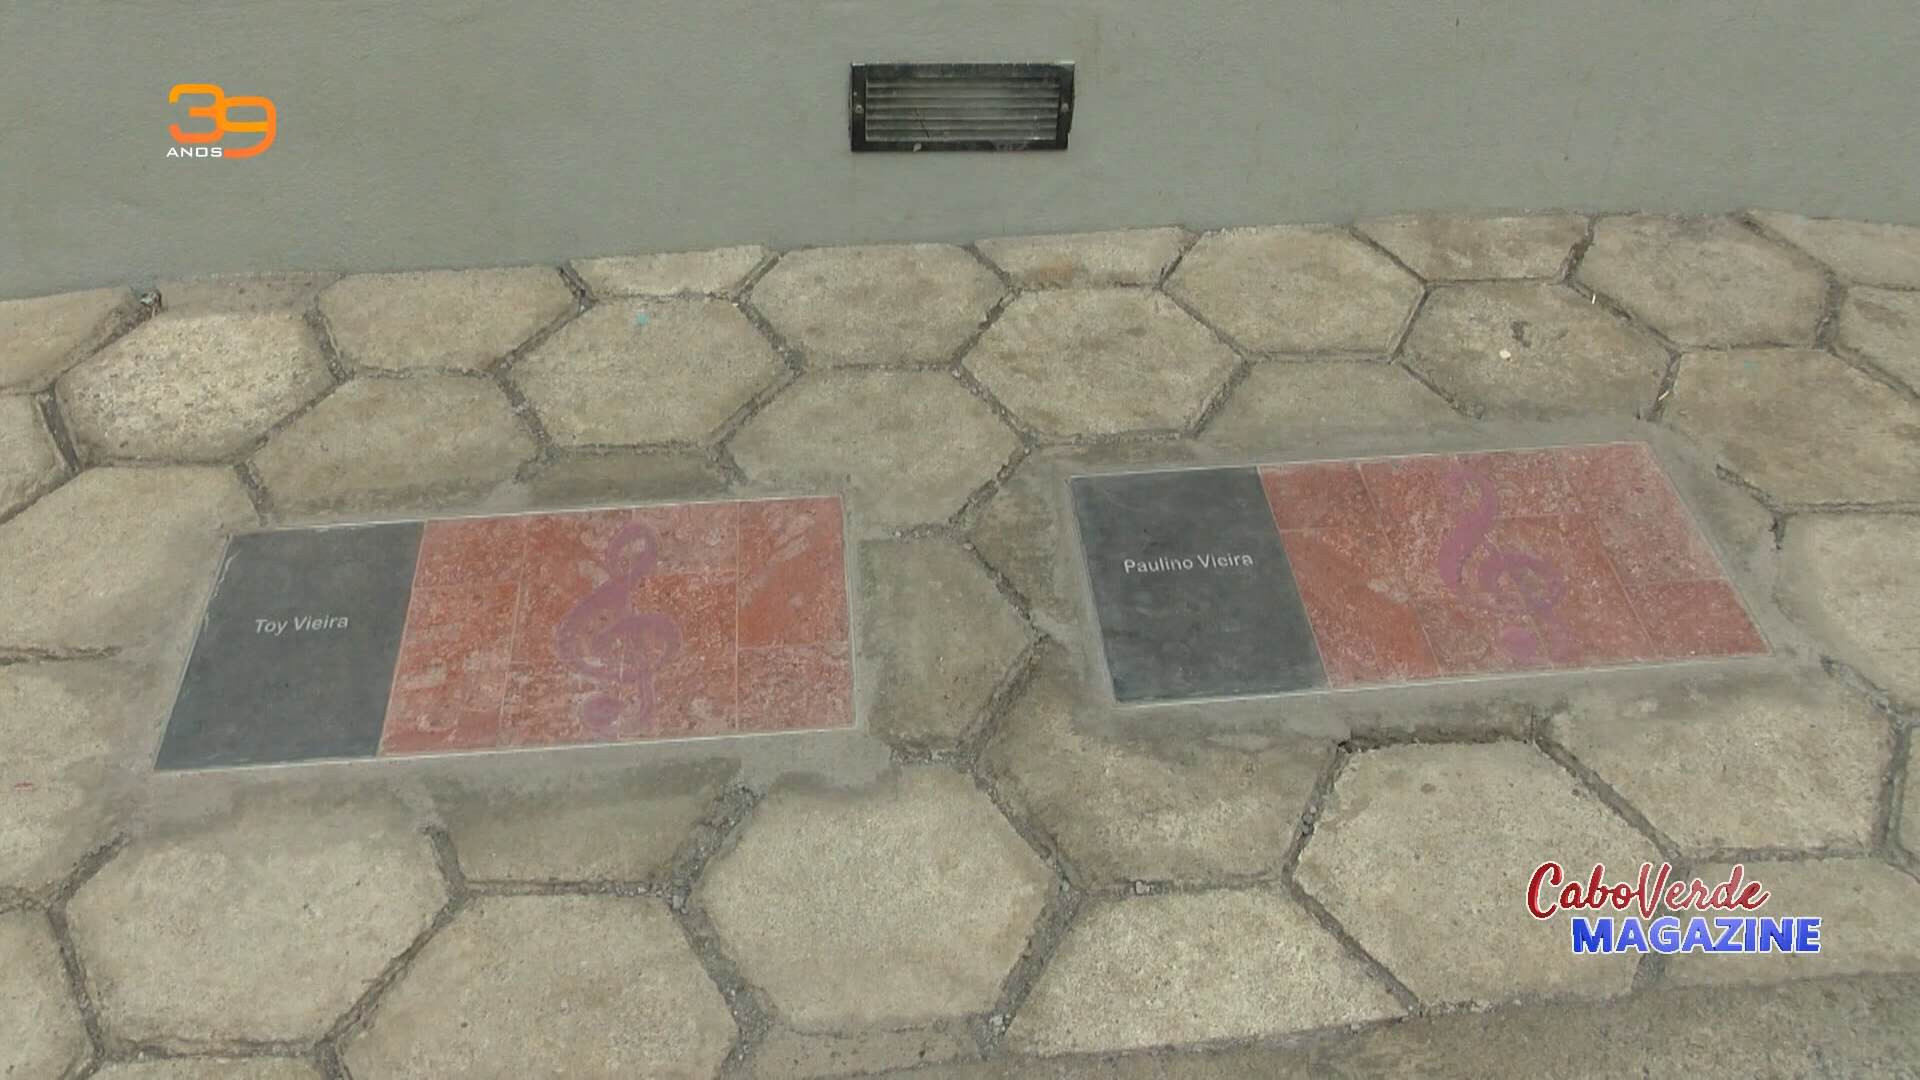 39
ANOS
Toy Vieira
Paulino Vieira
CaboVerde
MAGAZINE